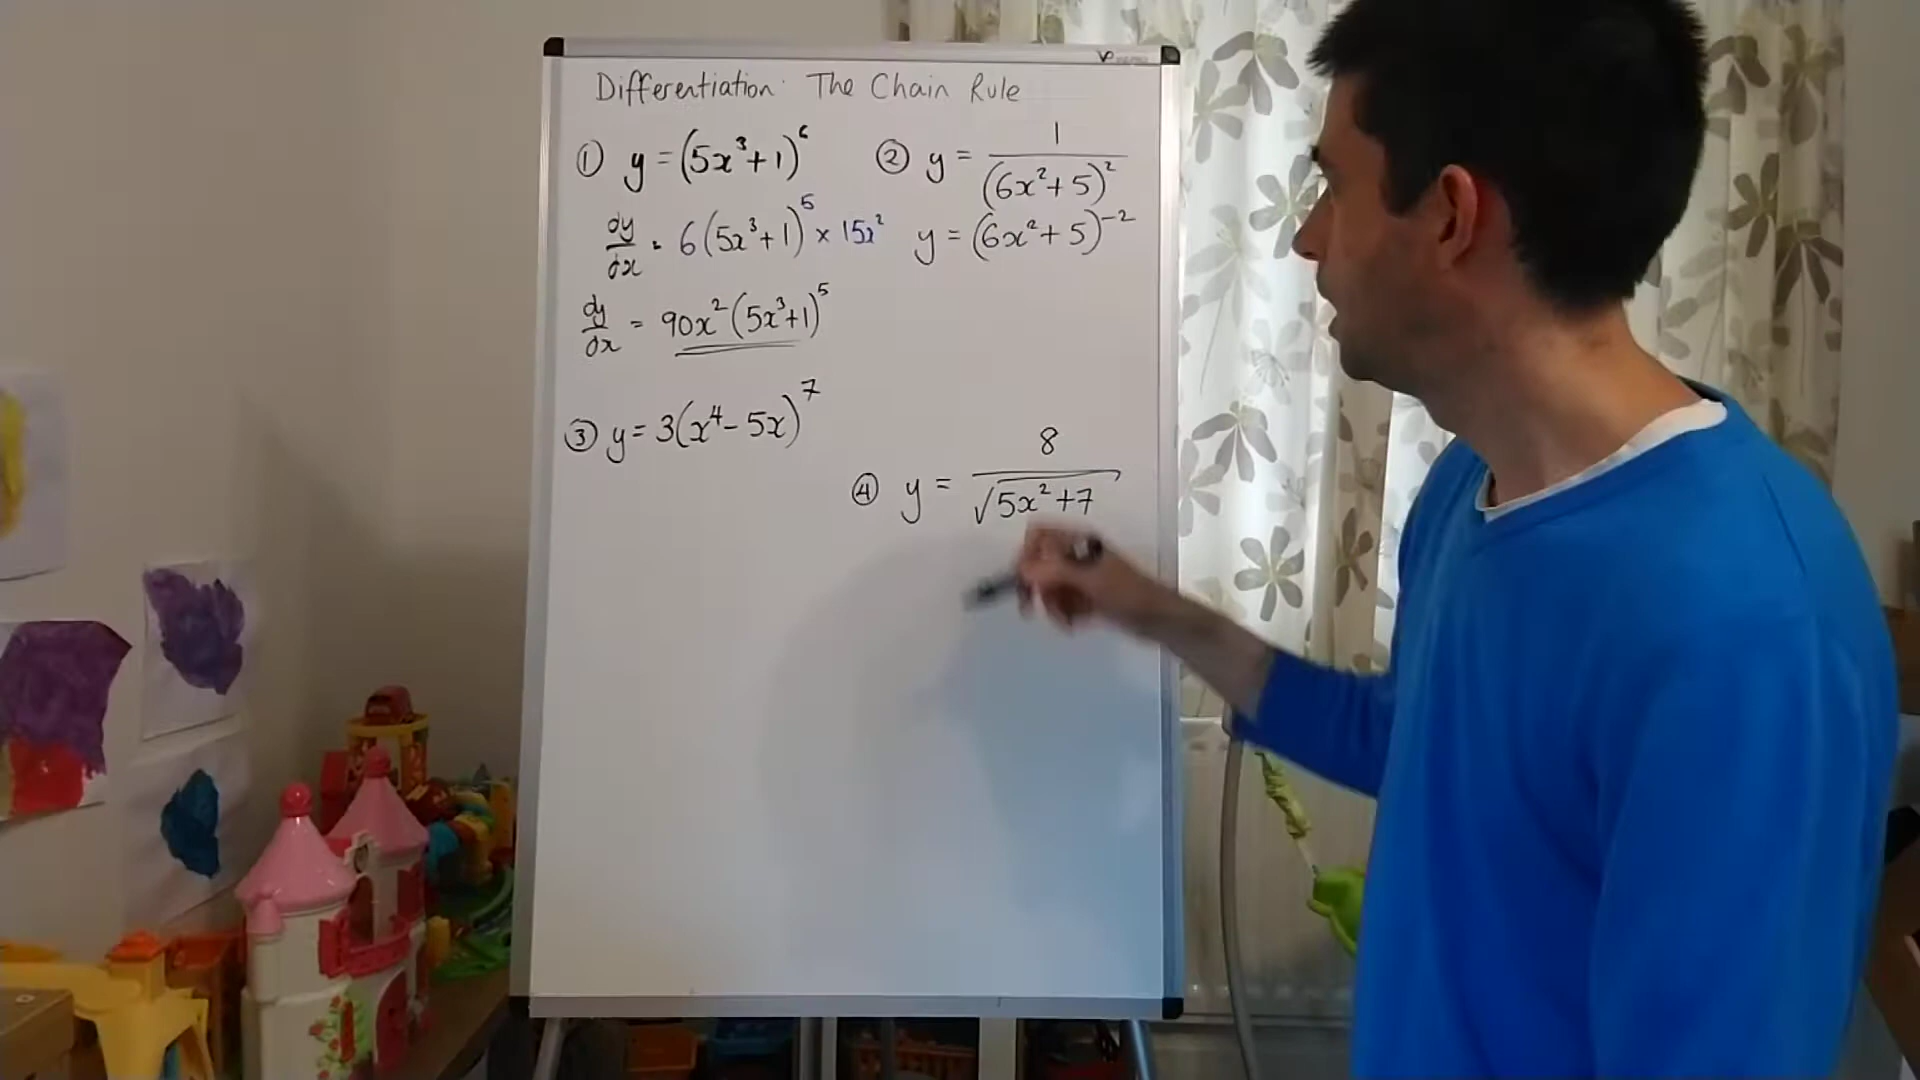 Differentiation: The Chain Rule
① y = (5x³+1)⁶
dy/dx = 6(5x³+1)⁵ × 15x²
dy/dx = 90x²(5x³+1)⁵
② y = 1/(6x²+5)²
y = (6x²+5)⁻²
③ y = 3(x⁴-5x)⁷
④ y = 8/√5x²+7